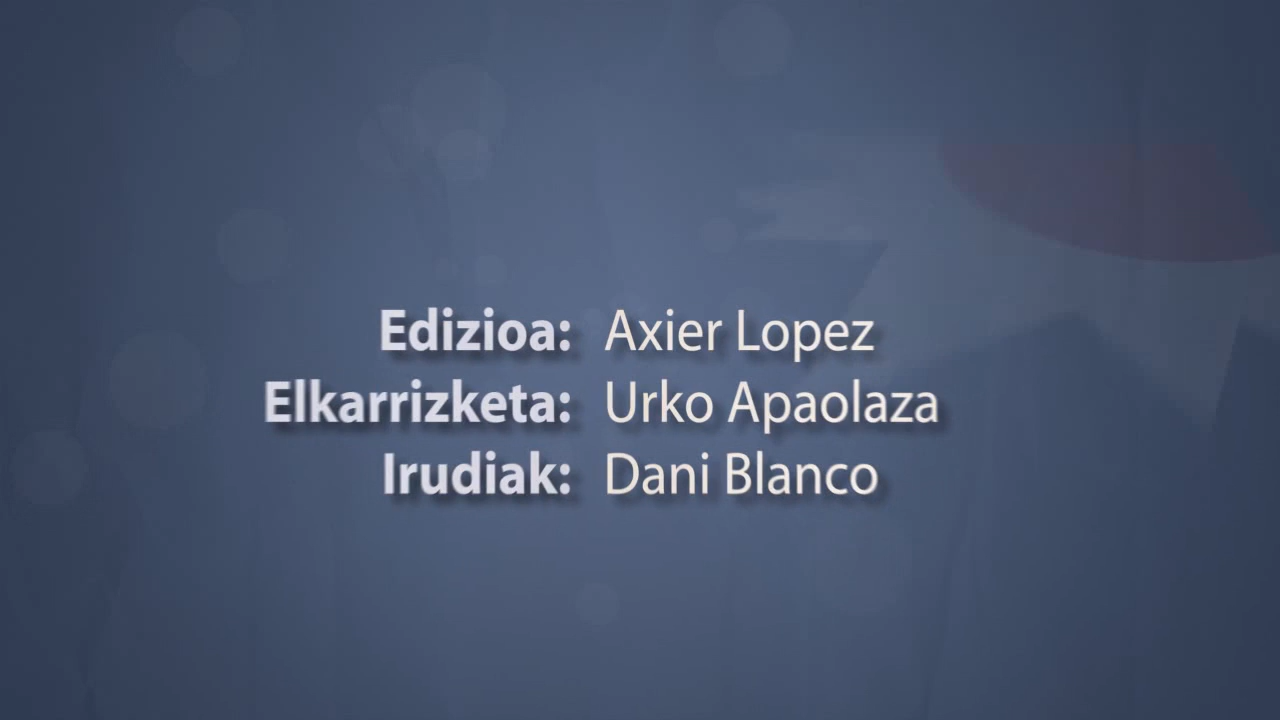 Edizioa: Axier Lopez
Elkarrizketa: Urko Apaolaza
Irudiak: Dani Blanco